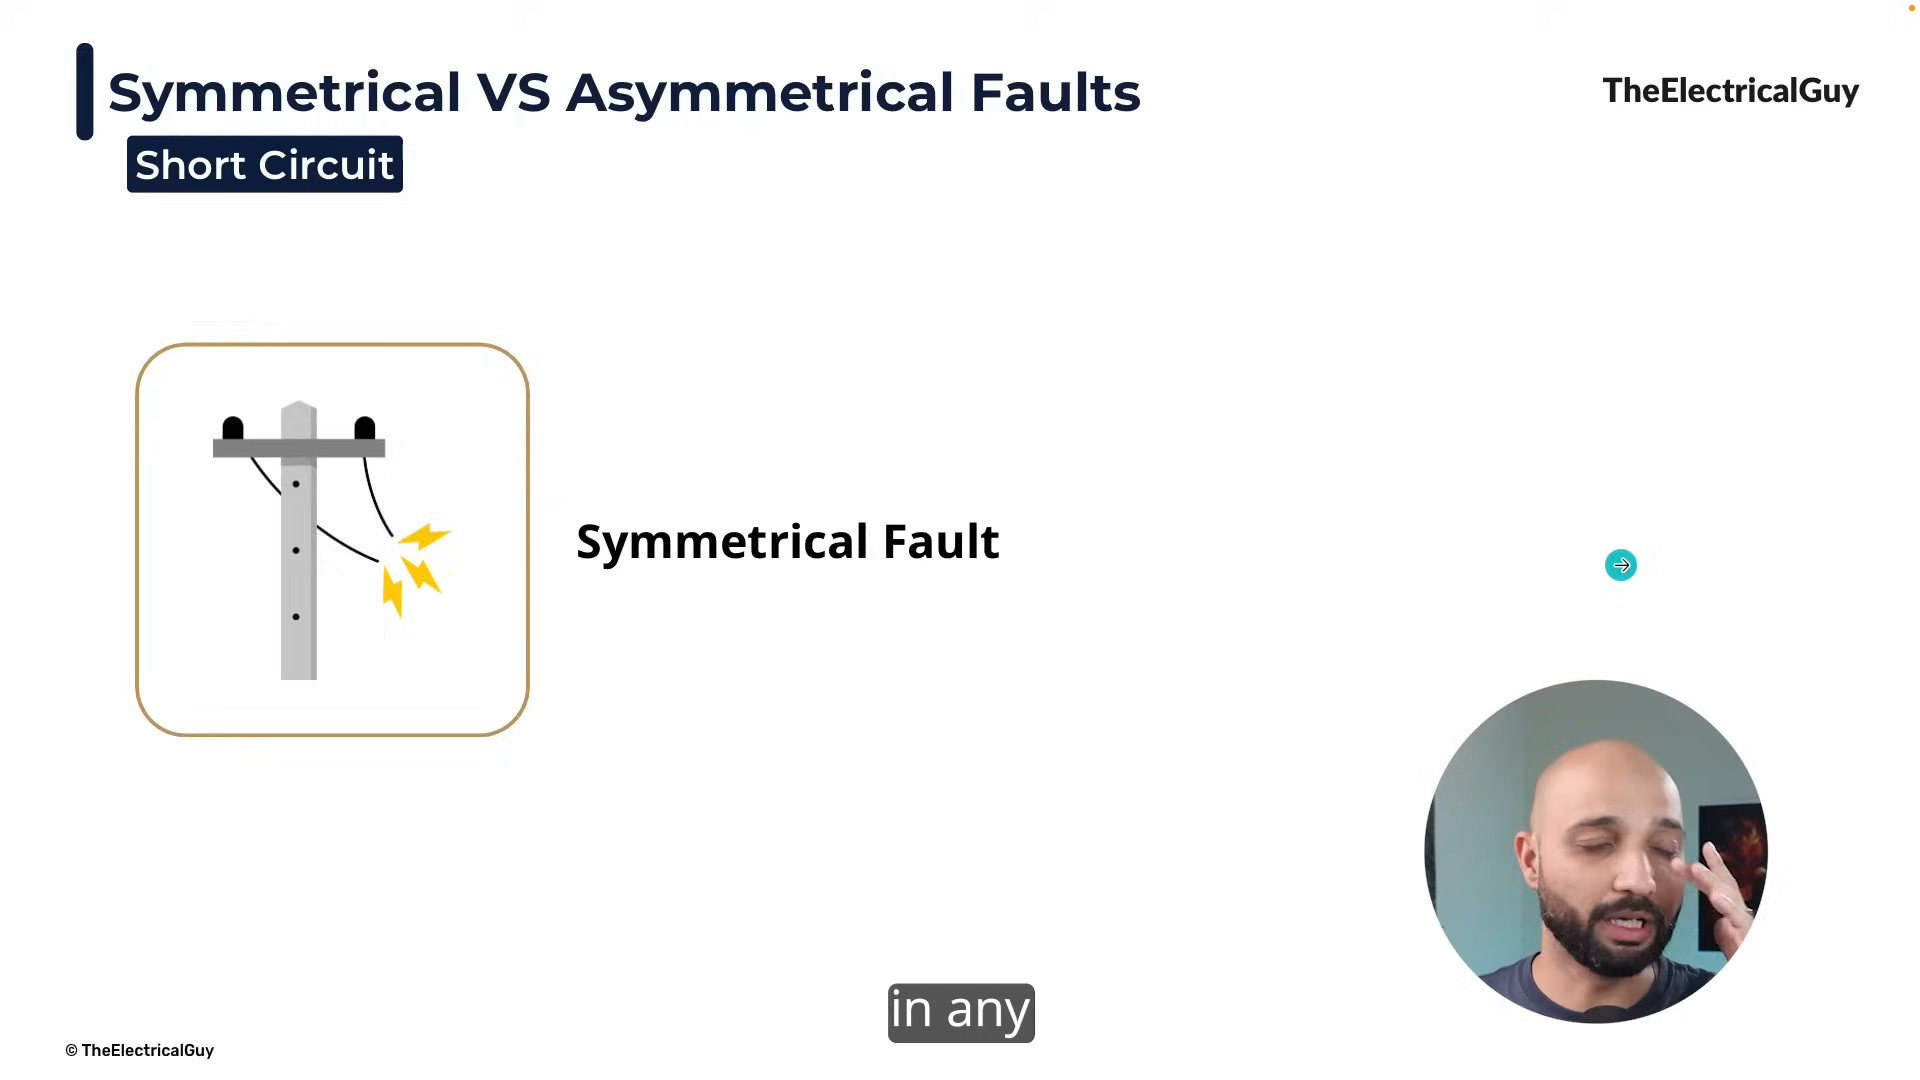 Symmetrical VS Asymmetrical Faults
TheElectricalGuy
Short Circuit
Symmetrical Fault
in any
© TheElectricalGuy